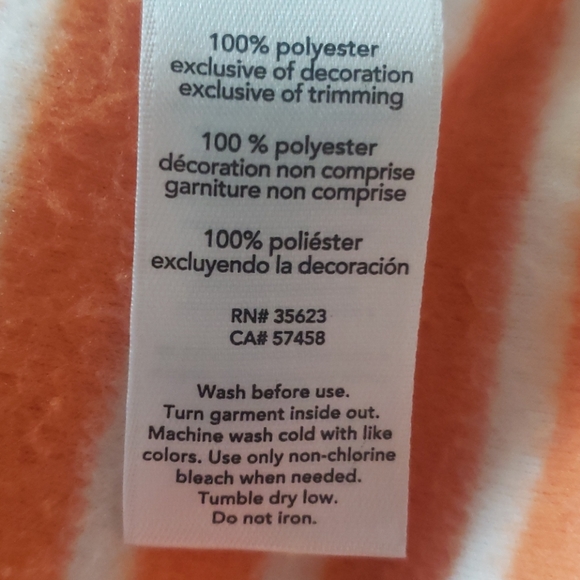 100% polyester
exclusive of decoration
exclusive of trimming
100 % polyester
décoration non comprise
garniture non comprise
100% poliéster
excluyendo la decoración
RN# 35623
CA# 57458
Wash before use.
Turn garment inside out.
Machine wash cold with like
colors. Use only non-chlorine
bleach when needed.
Tumble dry low.
Do not iron.